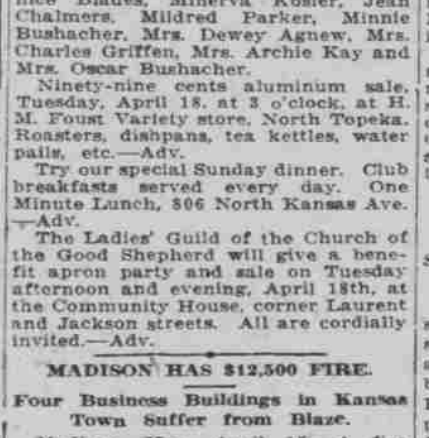 nice Blades, Minerva Kosier, Jean
Chalmers, Mildred Parker, Minnie
Bushacher, Mrs. Dewey Agnew, Mrs.
Charles Griffen, Mrs. Archie Kay and
Mrs. Oscar Bushacher.
Ninety-nine cents aluminum sale,
Tuesday, April 18, at 3 o'clock, at H.
M. Foust Variety store, North Topeka.
Roasters, dishpans, tea kettles, water
pails, etc.—Adv.
Try our special Sunday dinner. Club
breakfasts served every day. One
Minute Lunch, 806 North Kansas Ave.
—Adv.
The Ladies' Guild of the Church of
the Good Shepherd will give a bene-
fit apron party and sale on Tuesday
afternoon and evening, April 18th, at
the Community House, corner Laurent
and Jackson streets. All are cordially
invited.—Adv.
MADISON HAS $12,500 FIRE.
Four Business Buildings in Kansas
Town Suffer from Blaze.